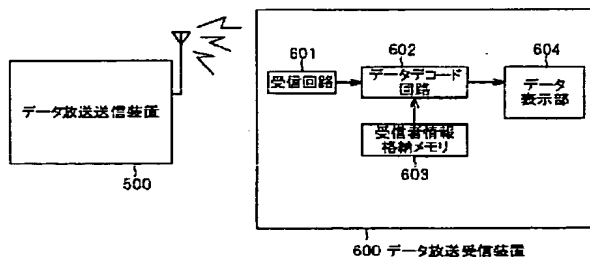 データ放送送信装置
500
601
受信回路
602
データデコード
回路
604
データ
表示部
受信者情報
格納メモリ
603
600 データ放送受信装置